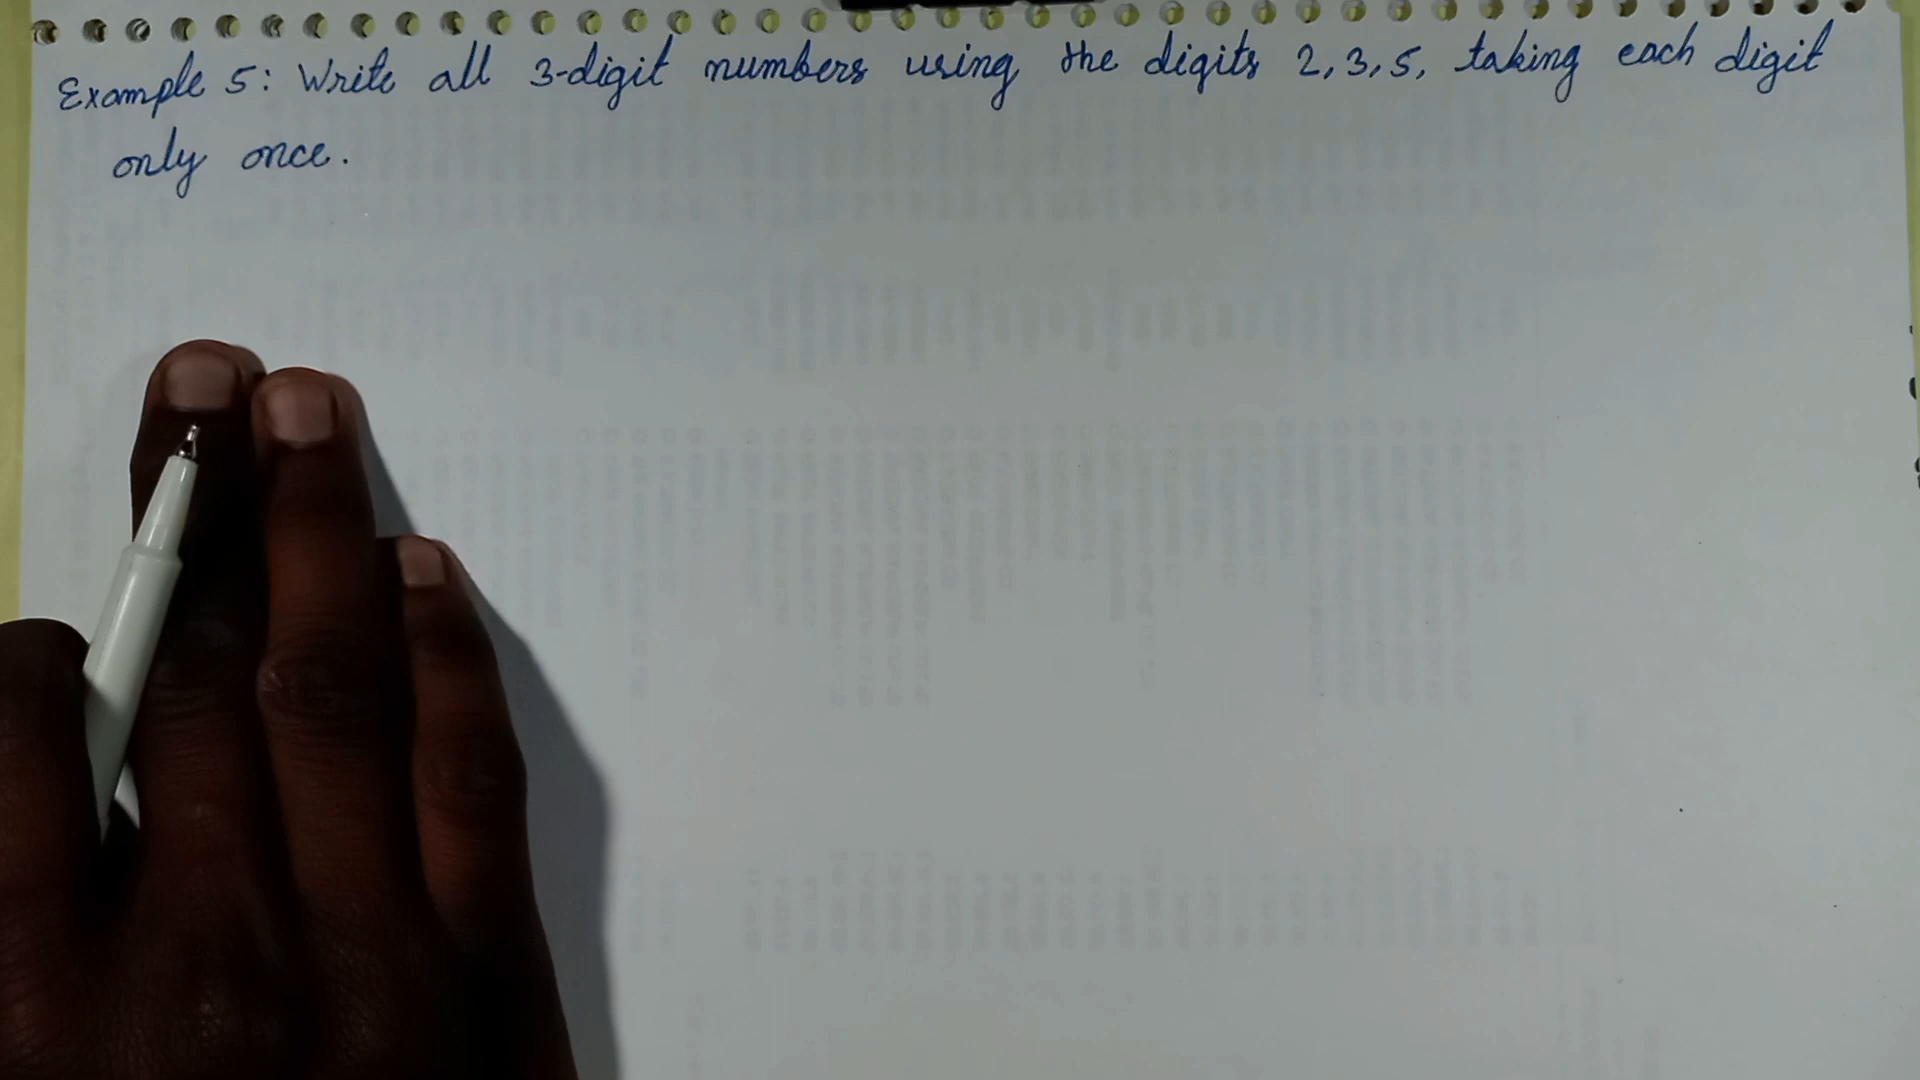 Example 5: Write all 3-digit numbers using the digits 2, 3, 5, taking each digit
only once.